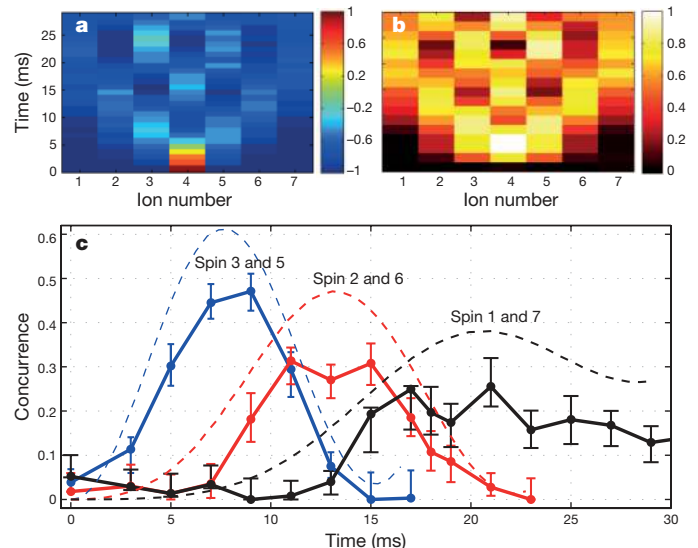 a
b
25
20
15
10
5
0
Time (ms)
1 2 3 4 5 6 7
Ion number
1
0.6
0.2
−0.2
−0.6
−1
1 2 3 4 5 6 7
Ion number
1
0.8
0.6
0.4
0.2
0
c
0.6
0.5
0.4
0.3
0.2
0.1
0
Concurrence
Spin 3 and 5
Spin 2 and 6
Spin 1 and 7
0 5 10 15 20 25 30
Time (ms)